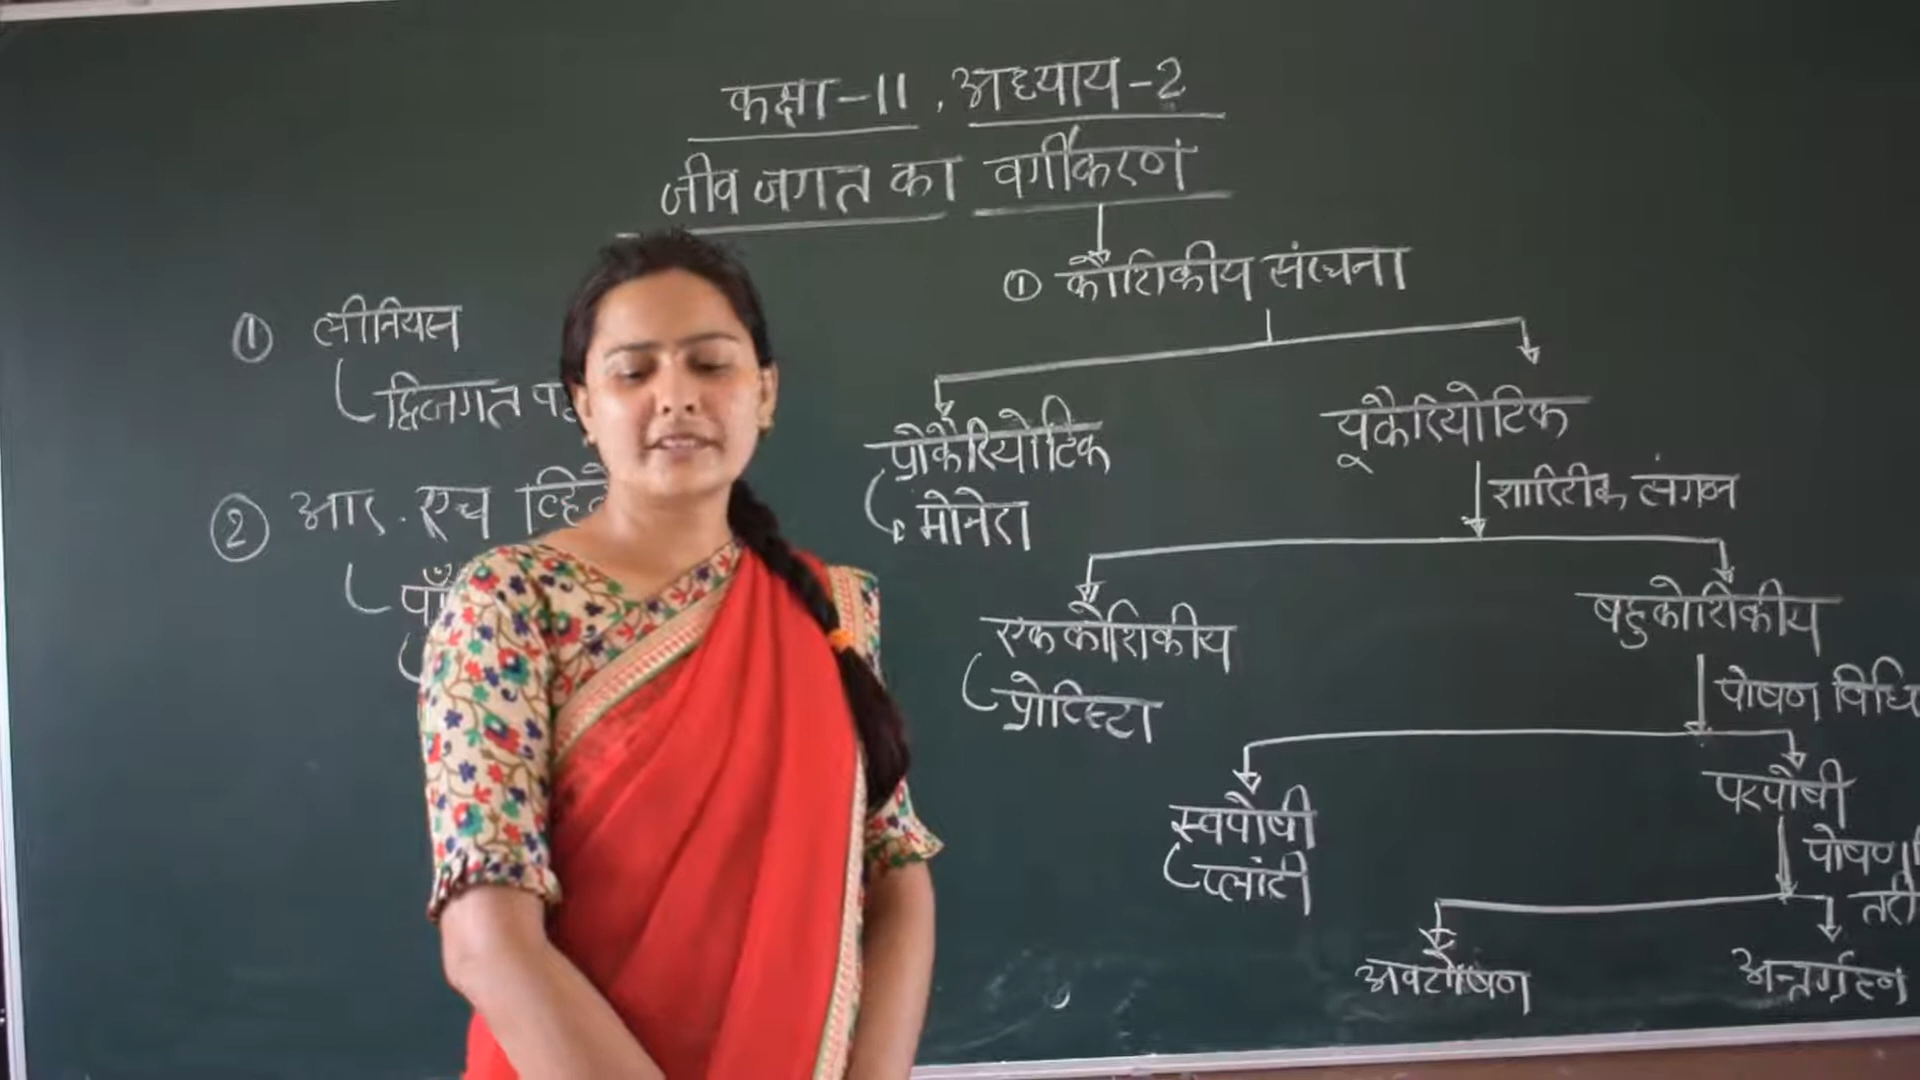 कक्षा-11, अध्याय-2
जीव जगत का वर्गीकरण
① लीनियस
द्विजगत
② आर. एच
① कोशिकीय संरचना
प्रोकैरियोटिक
मोनेरा
यूकैरियोटिक
शारिरीक संगठन
एककोशिकीय
प्रोटिस्टा
बहुकोशिकीय
पोषण विधि
स्वपोषी
प्लांटी
परपोषी
पोषण
अवशोषण
अन्तर्ग्रहण